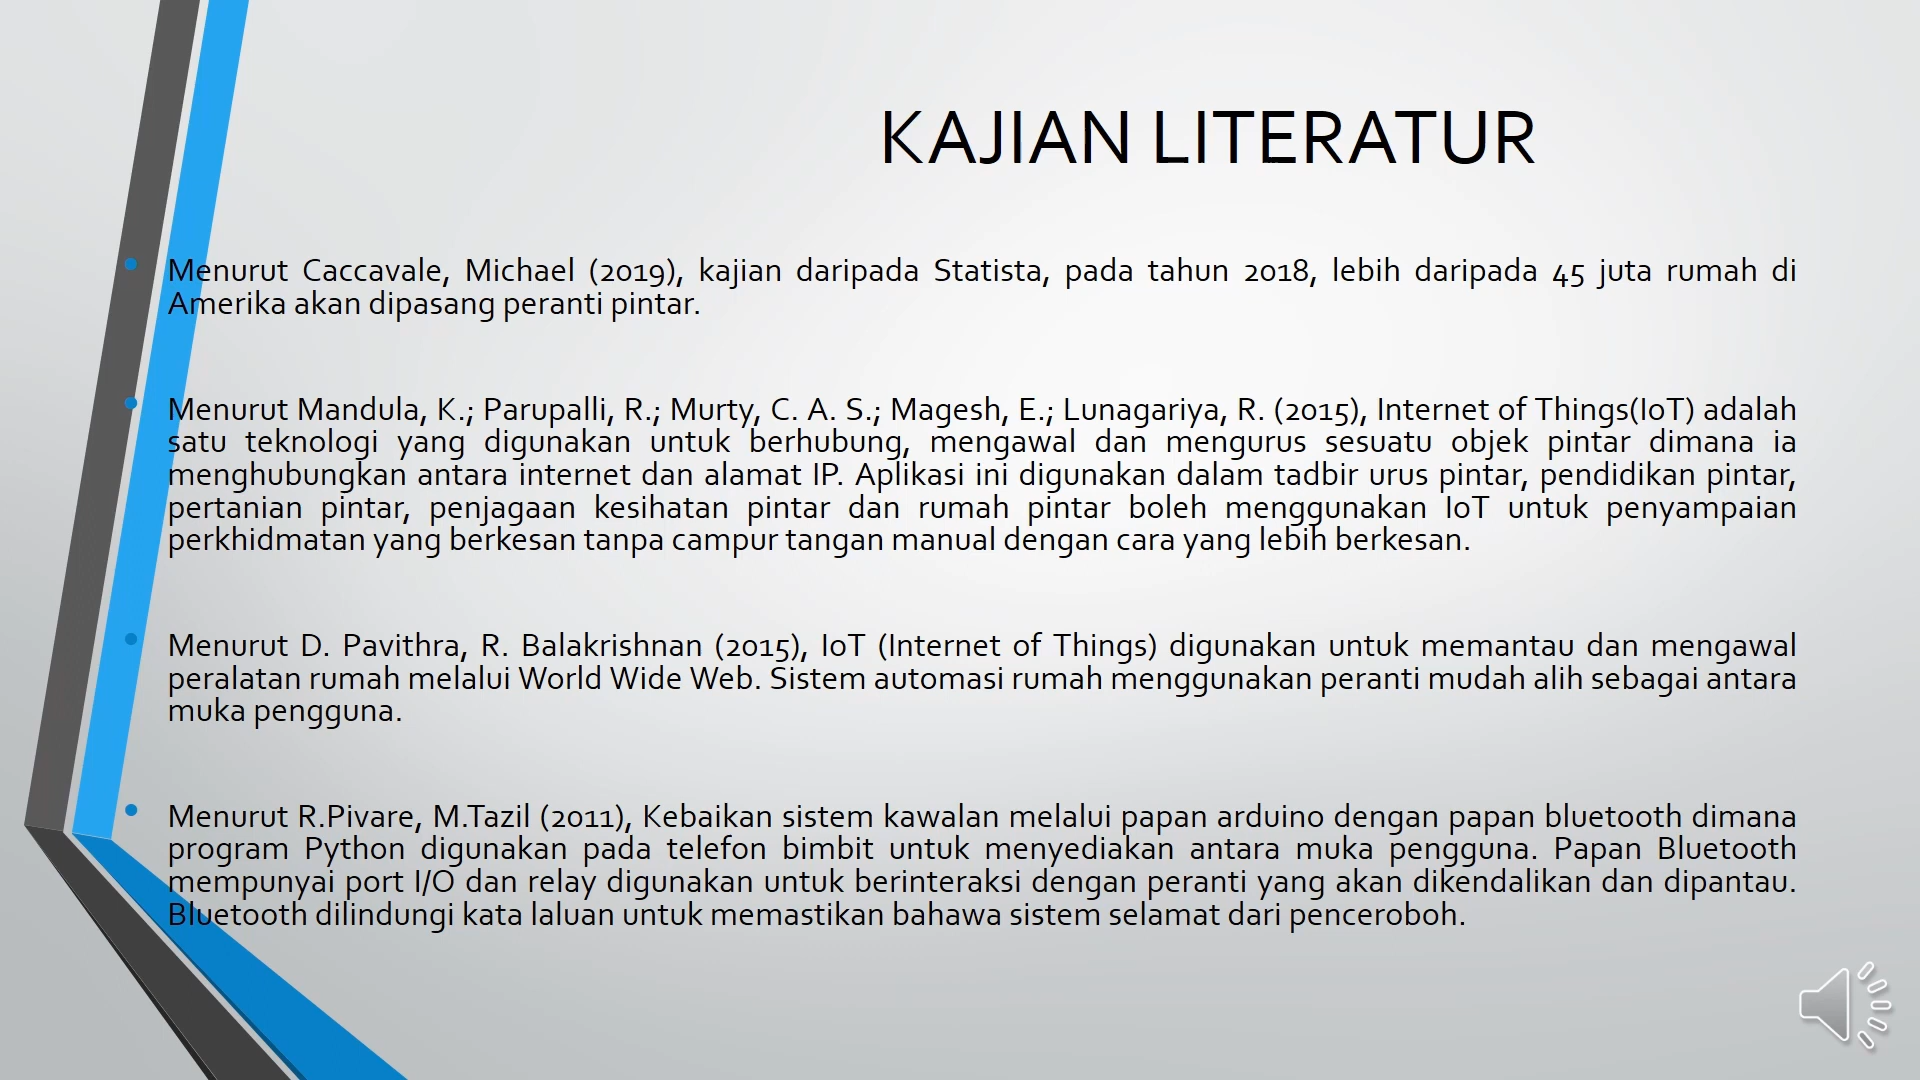 KAJIAN LITERATUR
• Menurut Caccavale, Michael (2019), kajian daripada Statista, pada tahun 2018, lebih daripada 45 juta rumah di
Amerika akan dipasang peranti pintar.
• Menurut Mandula, K.; Parupalli, R.; Murty, C. A. S.; Magesh, E.; Lunagariya, R. (2015), Internet of Things(IoT) adalah
satu teknologi yang digunakan untuk berhubung, mengawal dan mengurus sesuatu objek pintar dimana ia
menghubungkan antara internet dan alamat IP. Aplikasi ini digunakan dalam tadbir urus pintar, pendidikan pintar,
pertanian pintar, penjagaan kesihatan pintar dan rumah pintar boleh menggunakan IoT untuk penyampaian
perkhidmatan yang berkesan tanpa campur tangan manual dengan cara yang lebih berkesan.
• Menurut D. Pavithra, R. Balakrishnan (2015), IoT (Internet of Things) digunakan untuk memantau dan mengawal
peralatan rumah melalui World Wide Web. Sistem automasi rumah menggunakan peranti mudah alih sebagai antara
muka pengguna.
• Menurut R.Pivare, M.Tazil (2011), Kebaikan sistem kawalan melalui papan arduino dengan papan bluetooth dimana
program Python digunakan pada telefon bimbit untuk menyediakan antara muka pengguna. Papan Bluetooth
mempunyai port I/O dan relay digunakan untuk berinteraksi dengan peranti yang akan dikendalikan dan dipantau.
Bluetooth dilindungi kata laluan untuk memastikan bahawa sistem selamat dari penceroboh.